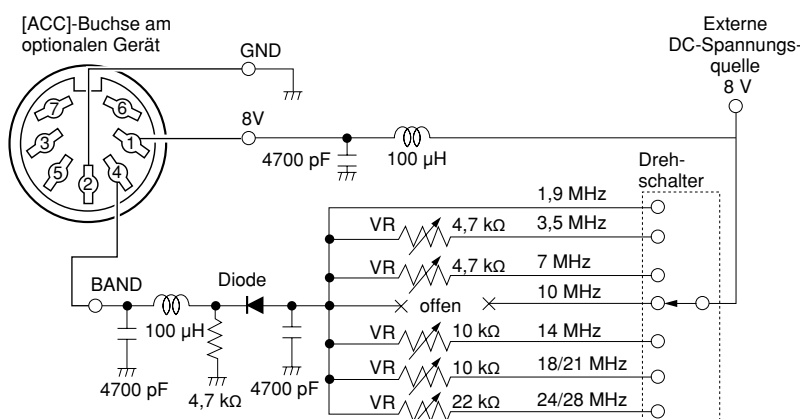 [ACC]-Buchse am
optionalen Gerät
GND
Externe
DC-Spannungs-
quelle
8 V
7
6
3
1
5
4
2
8V
4700 pF
100 µH
Dreh-
schalter
1,9 MHz
VR
4,7 kΩ
3,5 MHz
VR
4,7 kΩ
7 MHz
BAND
Diode
offen
10 MHz
100 µH
VR
10 kΩ
14 MHz
VR
10 kΩ
18/21 MHz
4700 pF
4,7 kΩ
4700 pF
VR
22 kΩ
24/28 MHz